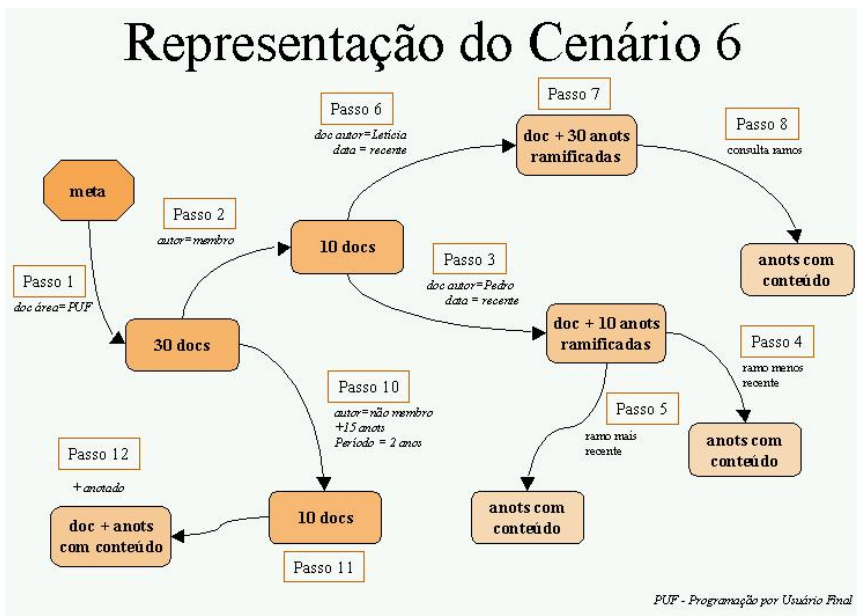 Representação do Cenário 6
Passo 6
doc autor=Letícia
data = recente
Passo 7
doc + 30 anots
ramificadas
Passo 8
consulta ramos
anots com
conteúdo
meta
Passo 2
autor=membro
10 docs
Passo 1
doc área=PUF
30 docs
Passo 3
doc autor=Pedro
data = recente
doc + 10 anots
ramificadas
Passo 4
ramo menos
recente
anots com
conteúdo
Passo 5
ramo mais
recente
anots com
conteúdo
Passo 10
autor=não membro
+15 anots
Período = 2 anos
10 docs
Passo 11
Passo 12
+ anotado
doc + anots
com conteúdo
PUF - Programação por Usuário Final